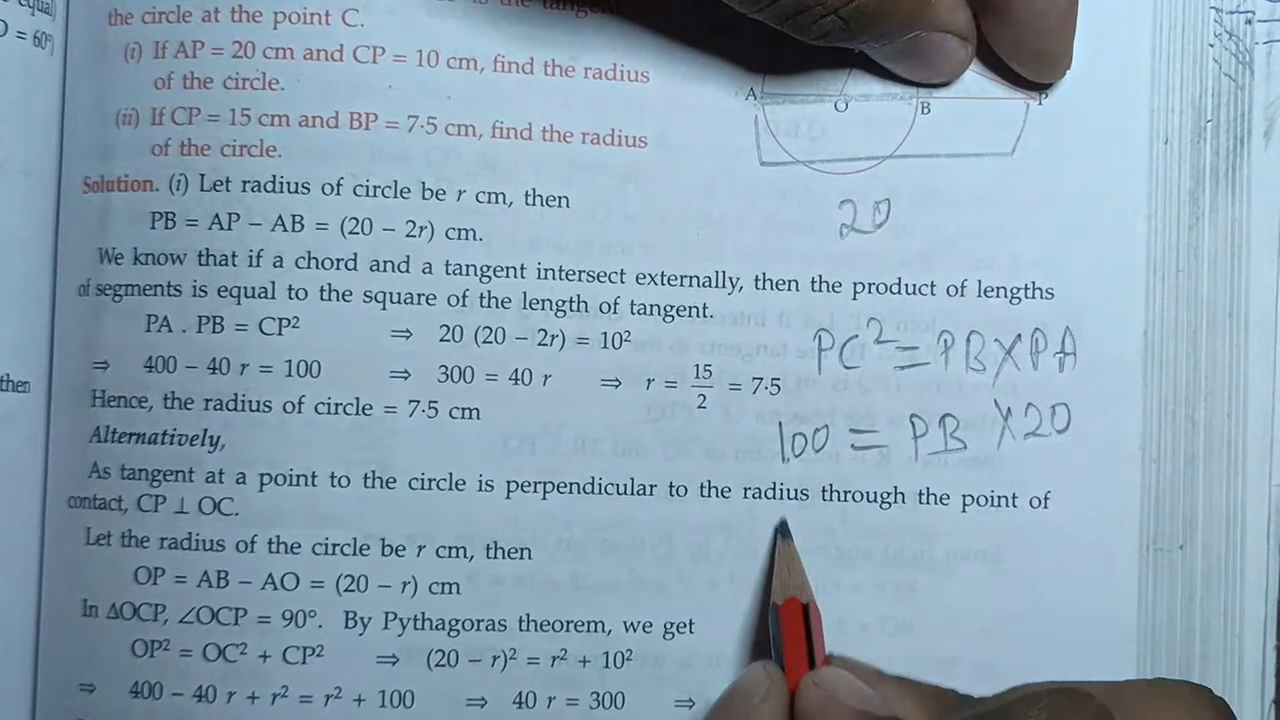 equal)
D = 60°)
then
the tangent
the circle at the point C.
(i) If AP = 20 cm and CP = 10 cm, find the radius
of the circle.
(ii) If CP = 15 cm and BP = 7·5 cm, find the radius
of the circle.
A O B P
Solution. (i) Let radius of circle be r cm, then
PB = AP − AB = (20 − 2r) cm.
20
We know that if a chord and a tangent intersect externally, then the product of lengths
of segments is equal to the square of the length of tangent.
PA . PB = CP² ⇒ 20 (20 − 2r) = 10²
PC² = PB × PA
⇒ 400 − 40 r = 100 ⇒ 300 = 40 r ⇒ r = 15/2 = 7·5
Hence, the radius of circle = 7·5 cm
100 = PB × 20
Alternatively,
As tangent at a point to the circle is perpendicular to the radius through the point of
contact, CP ⊥ OC.
Let the radius of the circle be r cm, then
OP = AB − AO = (20 − r) cm
In ΔOCP, ∠OCP = 90°. By Pythagoras theorem, we get
OP² = OC² + CP² ⇒ (20 − r)² = r² + 10²
⇒ 400 − 40 r + r² = r² + 100 ⇒ 40 r = 300 ⇒